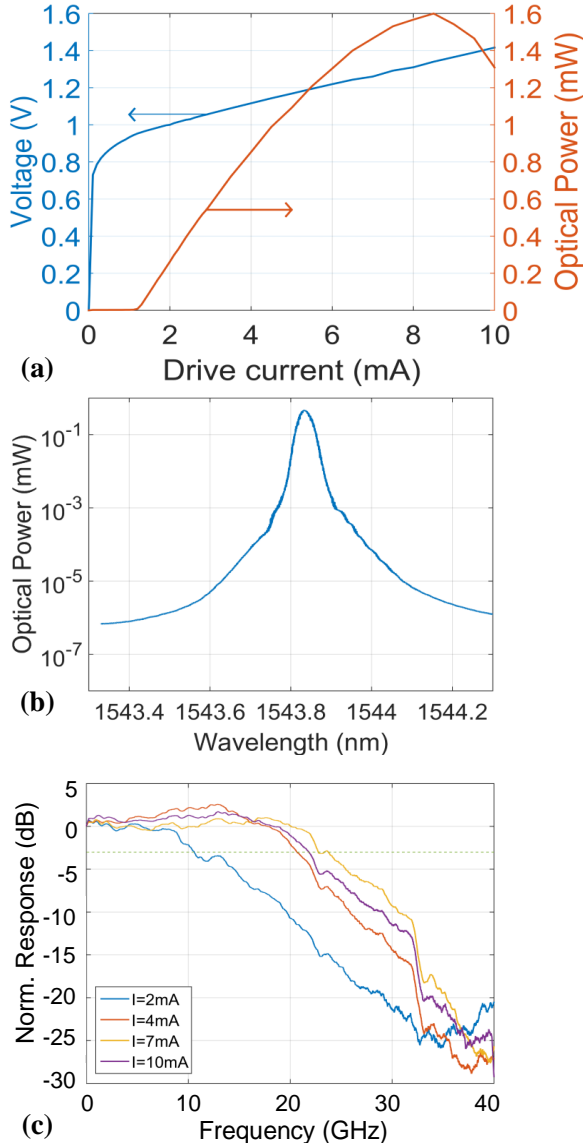 1.6
1.4
1.2
1
0.8
0.6
0.4
0.2
0
Voltage (V)
1.6
1.4
1.2
1
0.8
0.6
0.4
0.2
0
Optical Power (mW)
0 2 4 6 8 10
Drive current (mA)
(a)
10-1
10-3
10-5
10-7
Optical Power (mW)
1543.4 1543.6 1543.8 1544 1544.2
Wavelength (nm)
(b)
5
0
-5
-10
-15
-20
-25
-30
Norm. Response (dB)
I=2mA
I=4mA
I=7mA
I=10mA
0 10 20 30 40
Frequency (GHz)
(c)